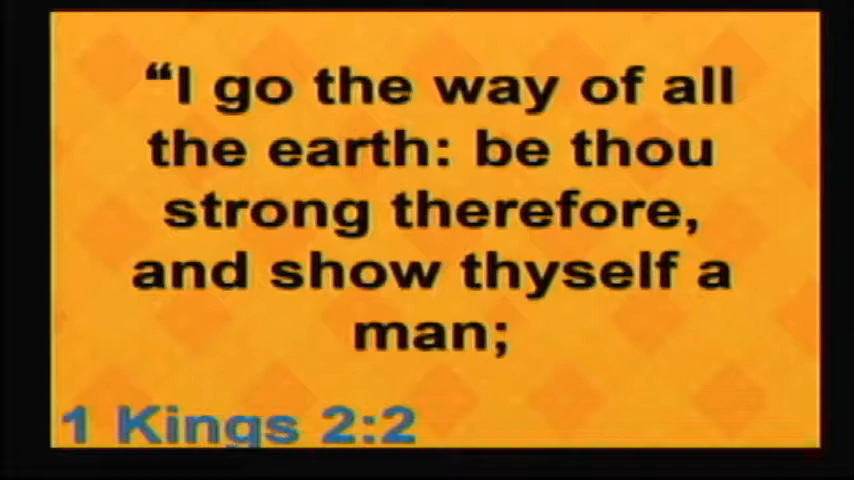 “I go the way of all
the earth: be thou
strong therefore,
and show thyself a
man;
1 Kings 2:2